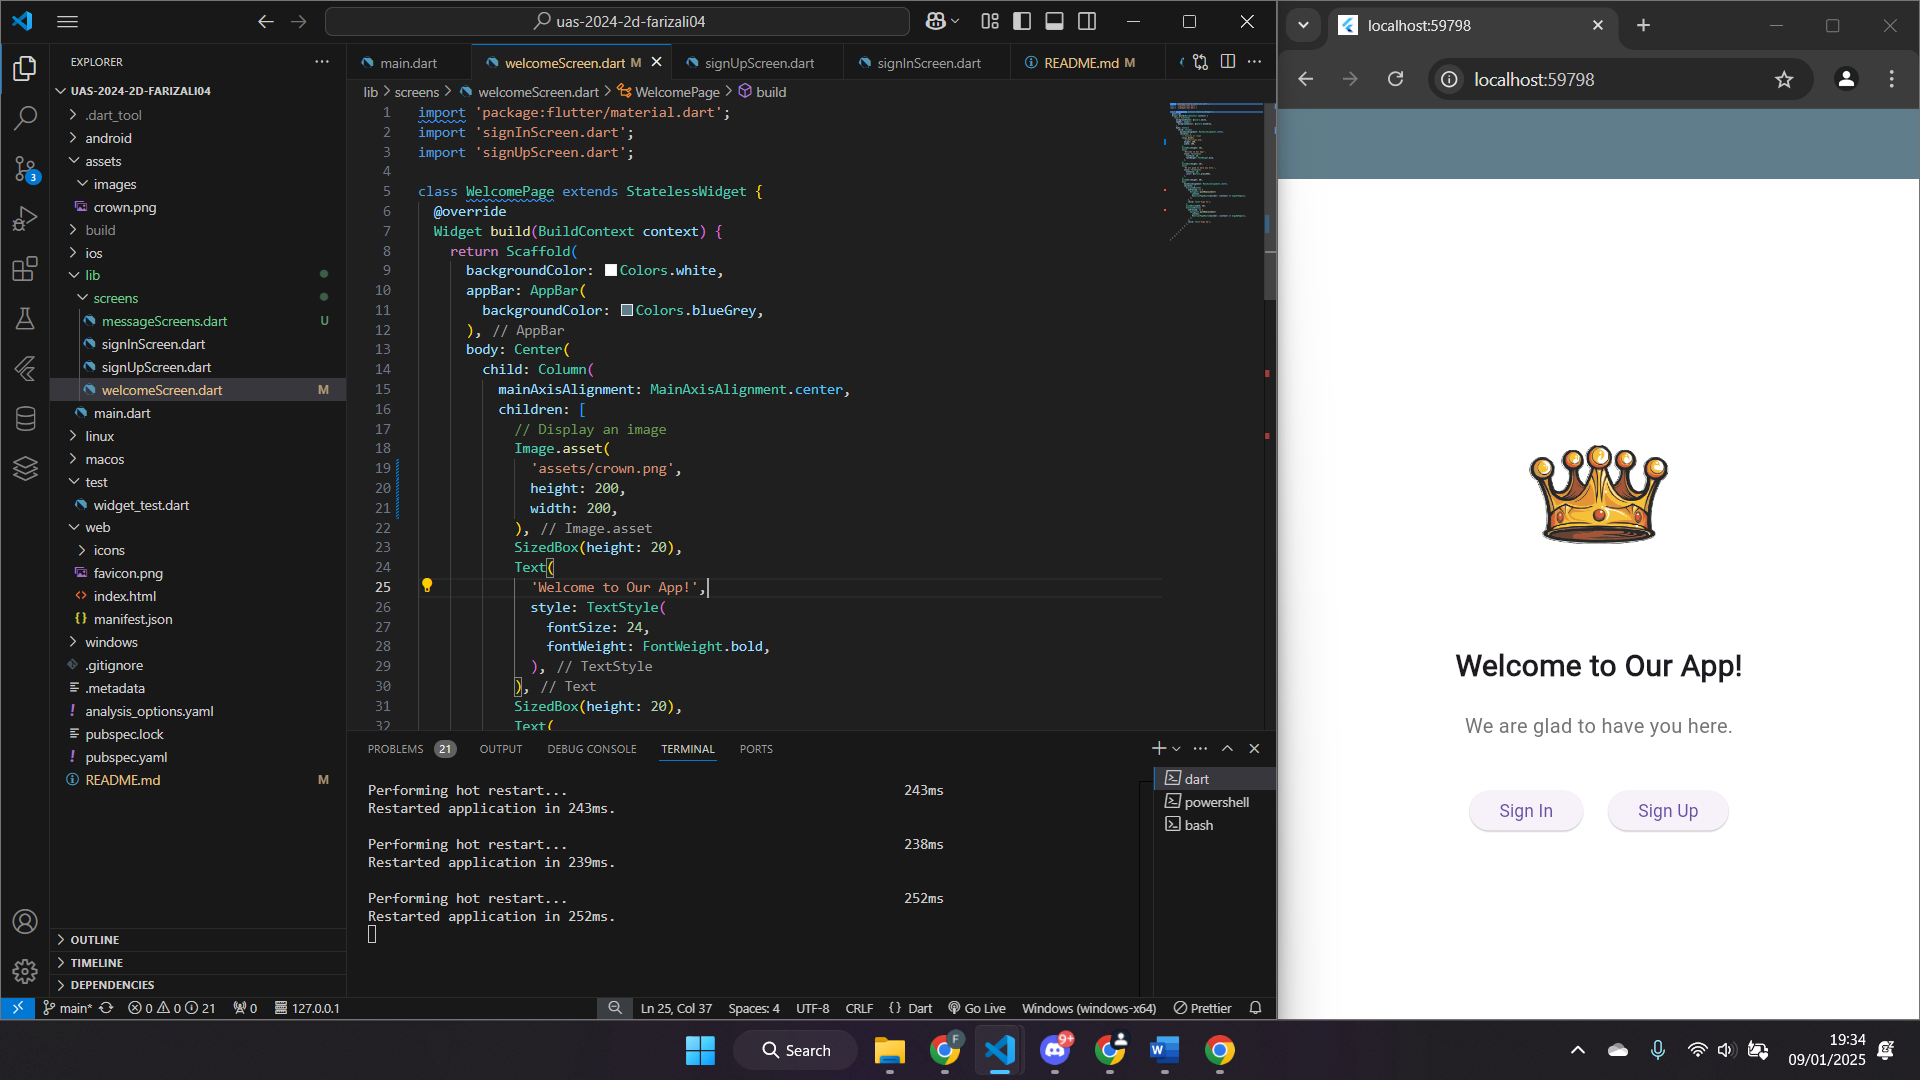 uas-2024-2d-farizali04
EXPLORER
UAS-2024-2D-FARIZALI04
.dart_tool
android
assets
images
crown.png
build
ios
lib
screens
messageScreens.dart U
signInScreen.dart
signUpScreen.dart
welcomeScreen.dart M
main.dart
linux
macos
test
widget_test.dart
web
icons
favicon.png
index.html
manifest.json
windows
.gitignore
.metadata
analysis_options.yaml
pubspec.lock
pubspec.yaml
README.md M
OUTLINE
TIMELINE
DEPENDENCIES
3
main.dart
welcomeScreen.dart M
signUpScreen.dart
signInScreen.dart
README.md M
lib > screens > welcomeScreen.dart > WelcomePage > build
1 import 'package:flutter/material.dart';
2 import 'signInScreen.dart';
3 import 'signUpScreen.dart';
4
5 class WelcomePage extends StatelessWidget {
6 @override
7 Widget build(BuildContext context) {
8 return Scaffold(
9 backgroundColor: Colors.white,
10 appBar: AppBar(
11 backgroundColor: Colors.blueGrey,
12 ), // AppBar
13 body: Center(
14 child: Column(
15 mainAxisAlignment: MainAxisAlignment.center,
16 children: [
17 // Display an image
18 Image.asset(
19 'assets/crown.png',
20 height: 200,
21 width: 200,
22 ), // Image.asset
23 SizedBox(height: 20),
24 Text(
25 'Welcome to Our App!',
26 style: TextStyle(
27 fontSize: 24,
28 fontWeight: FontWeight.bold,
29 ), // TextStyle
30 ), // Text
31 SizedBox(height: 20),
32 Text(
PROBLEMS 21 OUTPUT DEBUG CONSOLE TERMINAL PORTS
Performing hot restart... 243ms
Restarted application in 243ms.
Performing hot restart... 238ms
Restarted application in 239ms.
Performing hot restart... 252ms
Restarted application in 252ms.
dart
powershell
bash
main* 0 0 21 0 127.0.0.1 Ln 25, Col 37 Spaces: 4 UTF-8 CRLF {} Dart Go Live Windows (windows-x64) Prettier
localhost:59798
localhost:59798
Welcome to Our App!
We are glad to have you here.
Sign In Sign Up
Search
F
9+
W
19:34
09/01/2025